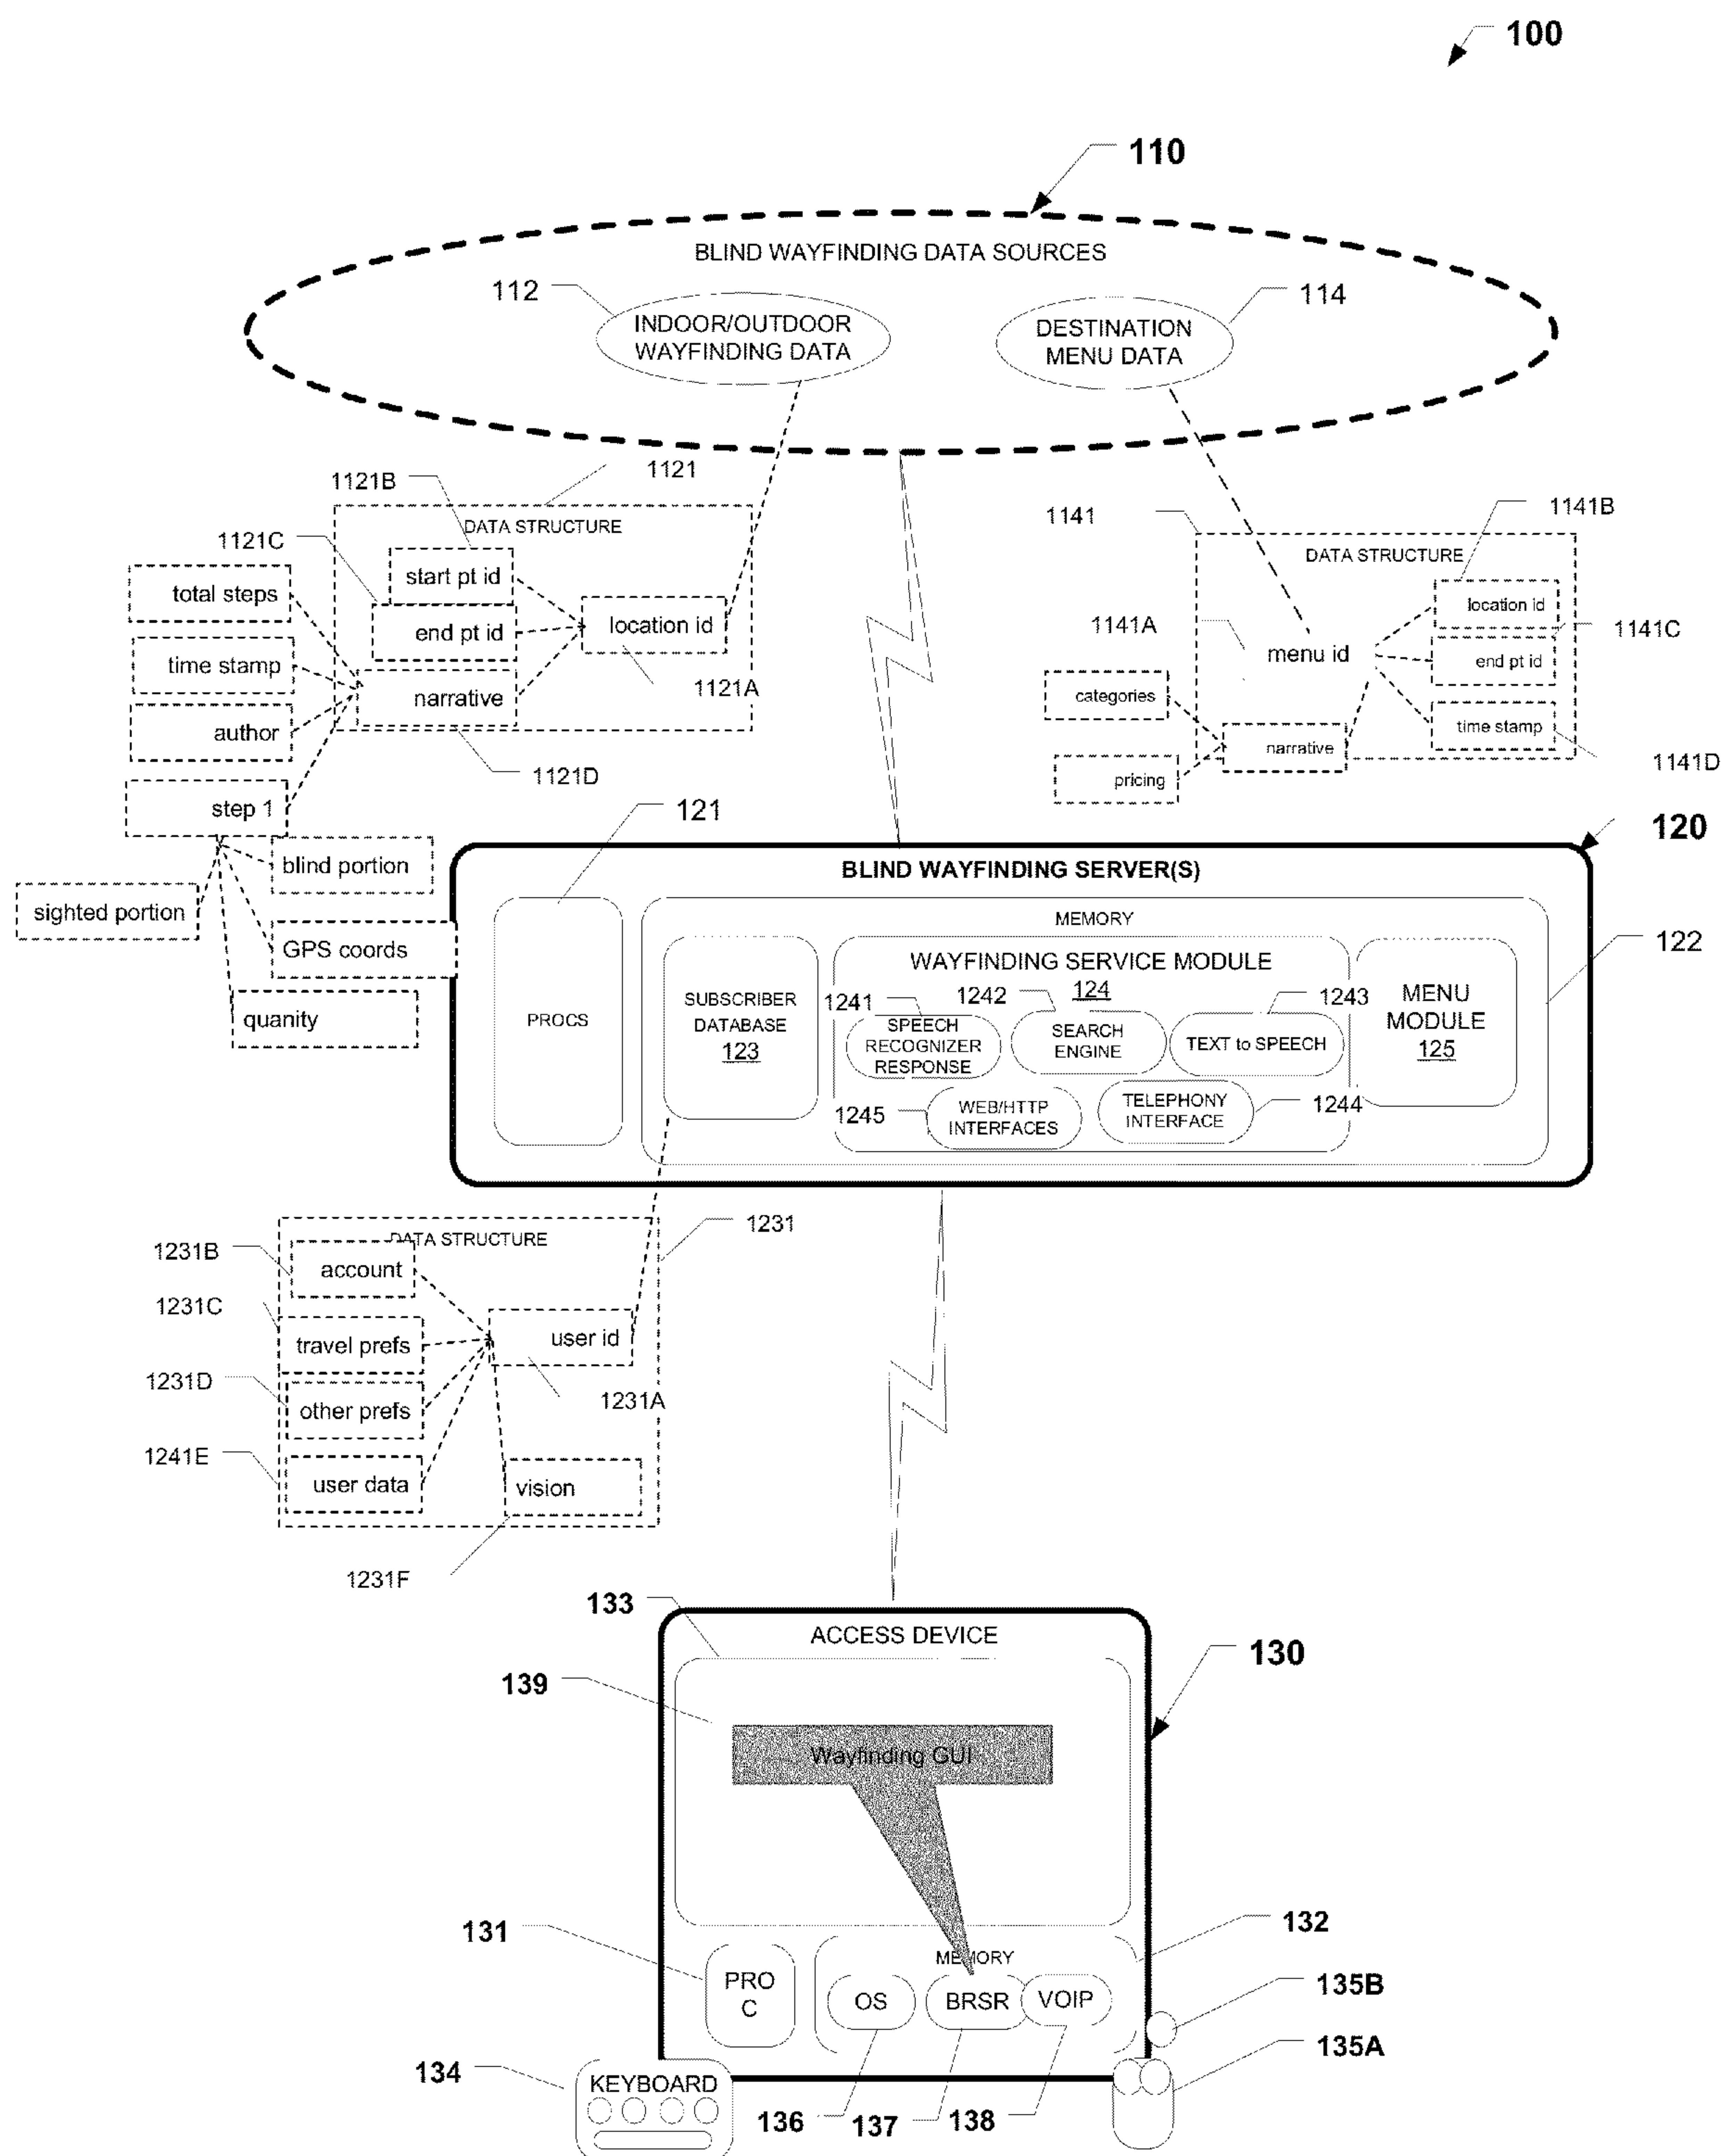 100
110
BLIND WAYFINDING DATA SOURCES
112
114
INDOOR/OUTDOOR
WAYFINDING DATA
DESTINATION
MENU DATA
1121
1121B
DATA STRUCTURE
1121C
start pt id
total steps
end pt id
location id
time stamp
1121A
narrative
author
1121D
step 1
blind portion
sighted portion
GPS coords
quanity
1141
1141B
DATA STRUCTURE
location id
1141A
1141C
menu id
end pt id
categories
time stamp
narrative
1141D
pricing
121
120
BLIND WAYFINDING SERVER(S)
MEMORY
122
PROCS
SUBSCRIBER
DATABASE
123
WAYFINDING SERVICE MODULE
124
1241
1242
1243
SPEECH
RECOGNIZER
RESPONSE
SEARCH
ENGINE
TEXT to SPEECH
1245
WEB/HTTP
INTERFACES
TELEPHONY
INTERFACE
1244
MENU
MODULE
125
1231
DATA STRUCTURE
1231B
account
1231C
travel prefs
user id
1231D
1231A
other prefs
1241E
user data
vision
1231F
133
ACCESS DEVICE
130
139
Wayfinding GUI
131
132
MEMORY
PRO
C
OS
BRSR
VOIP
135B
135A
134
KEYBOARD
136
137
138